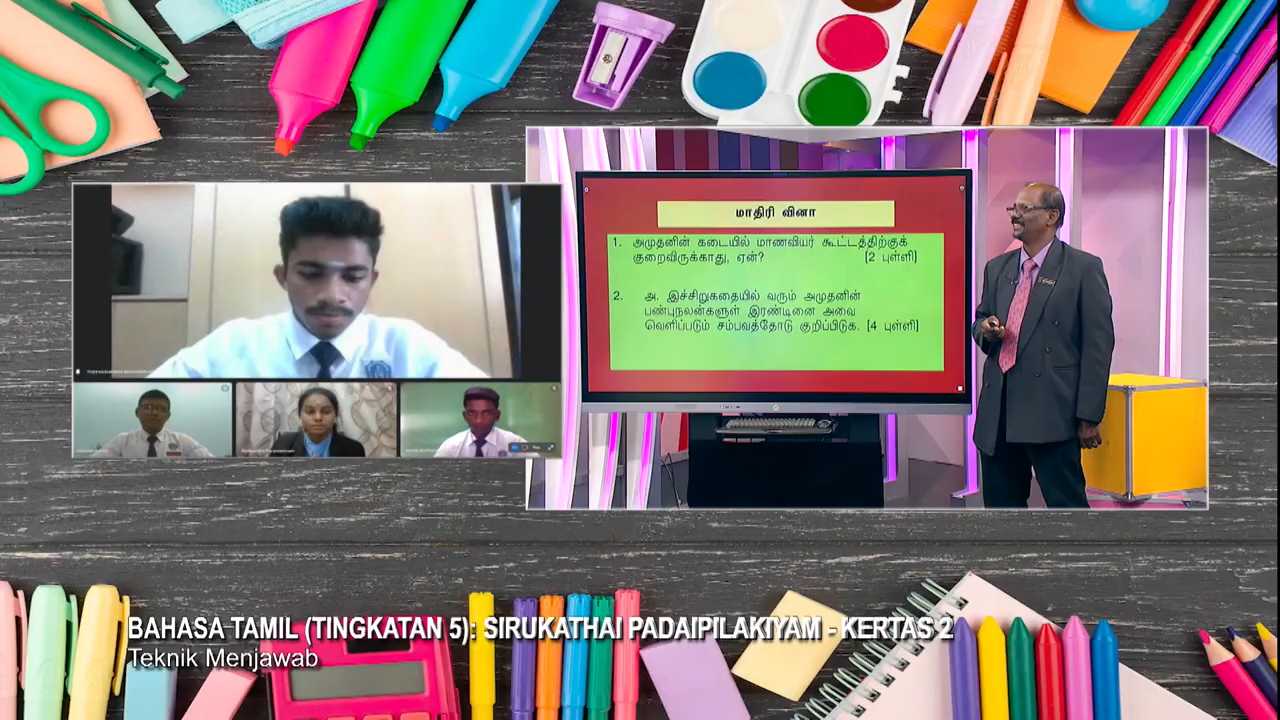 மாதிரி வினா
1. அமுதனின் கடையில் மாணவியர் கூட்டத்திற்குக்
குறைவிருக்காது, ஏன்? [2 புள்ளி]
2. அ. இச்சிறுகதையில் வரும் அமுதனின்
பண்புநலன்களுள் இரண்டினை அவை
வெளிப்படும் சம்பவத்தோடு குறிப்பிடுக. [4 புள்ளி]
BAHASA TAMIL (TINGKATAN 5): SIRUKATHAI PADAIPILAKIYAM - KERTAS 2
Teknik Menjawab